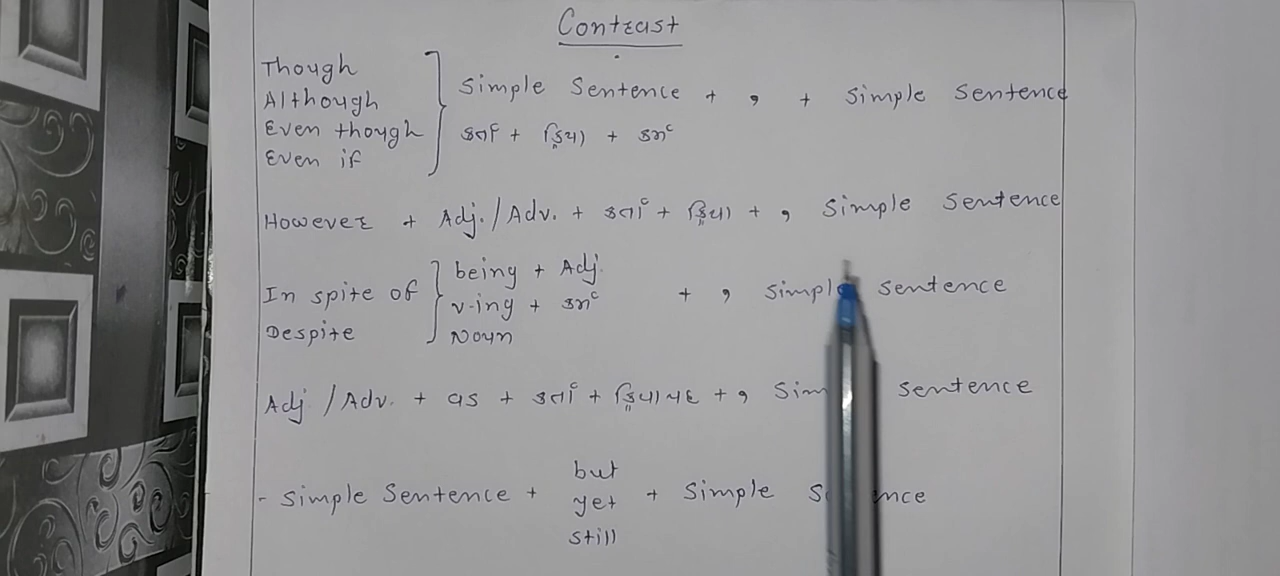 Contrast
Though
Although
Even though
Even if
Simple Sentence + , + Simple Sentence
કર્તા + ક્રિયા + કર્મ
However + Adj./Adv. + કર્તા + ક્રિયા + , Simple Sentence
In spite of
Despite
being + Adj.
v-ing + કર્મ
Noun
+ , Simple Sentence
Adj /Adv. + as + કર્તા + ક્રિયાપદ + , Sim Sentence
- Simple Sentence + but yet still + Simple